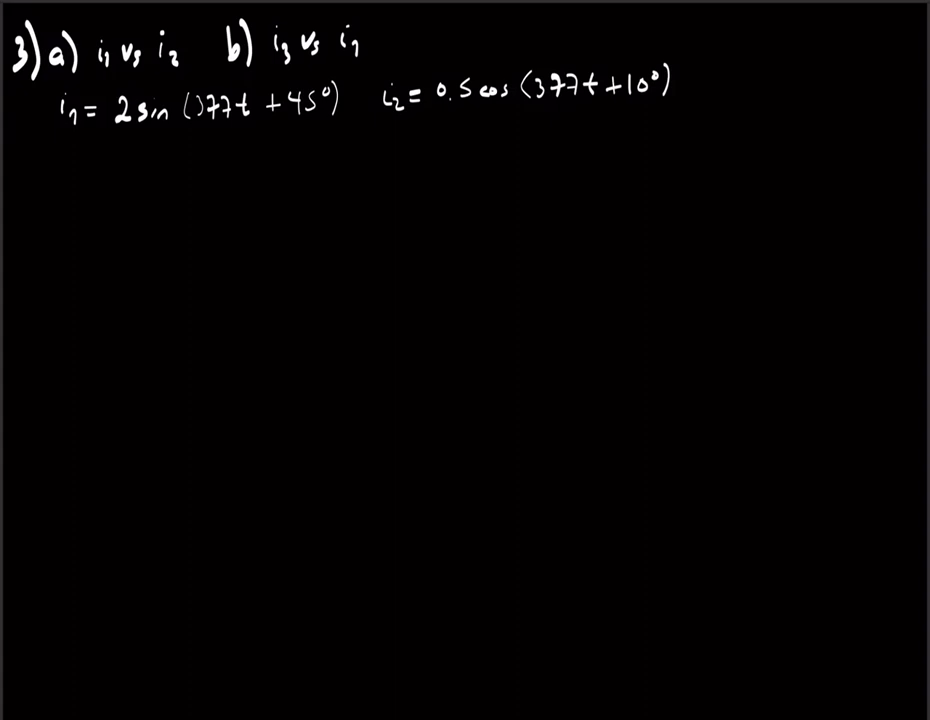 3) a) i₁ vs i₂ b) i₃ vs i₁
i₁ = 2 sin (377t + 45°) i₂ = 0.5 cos (377t + 10°)